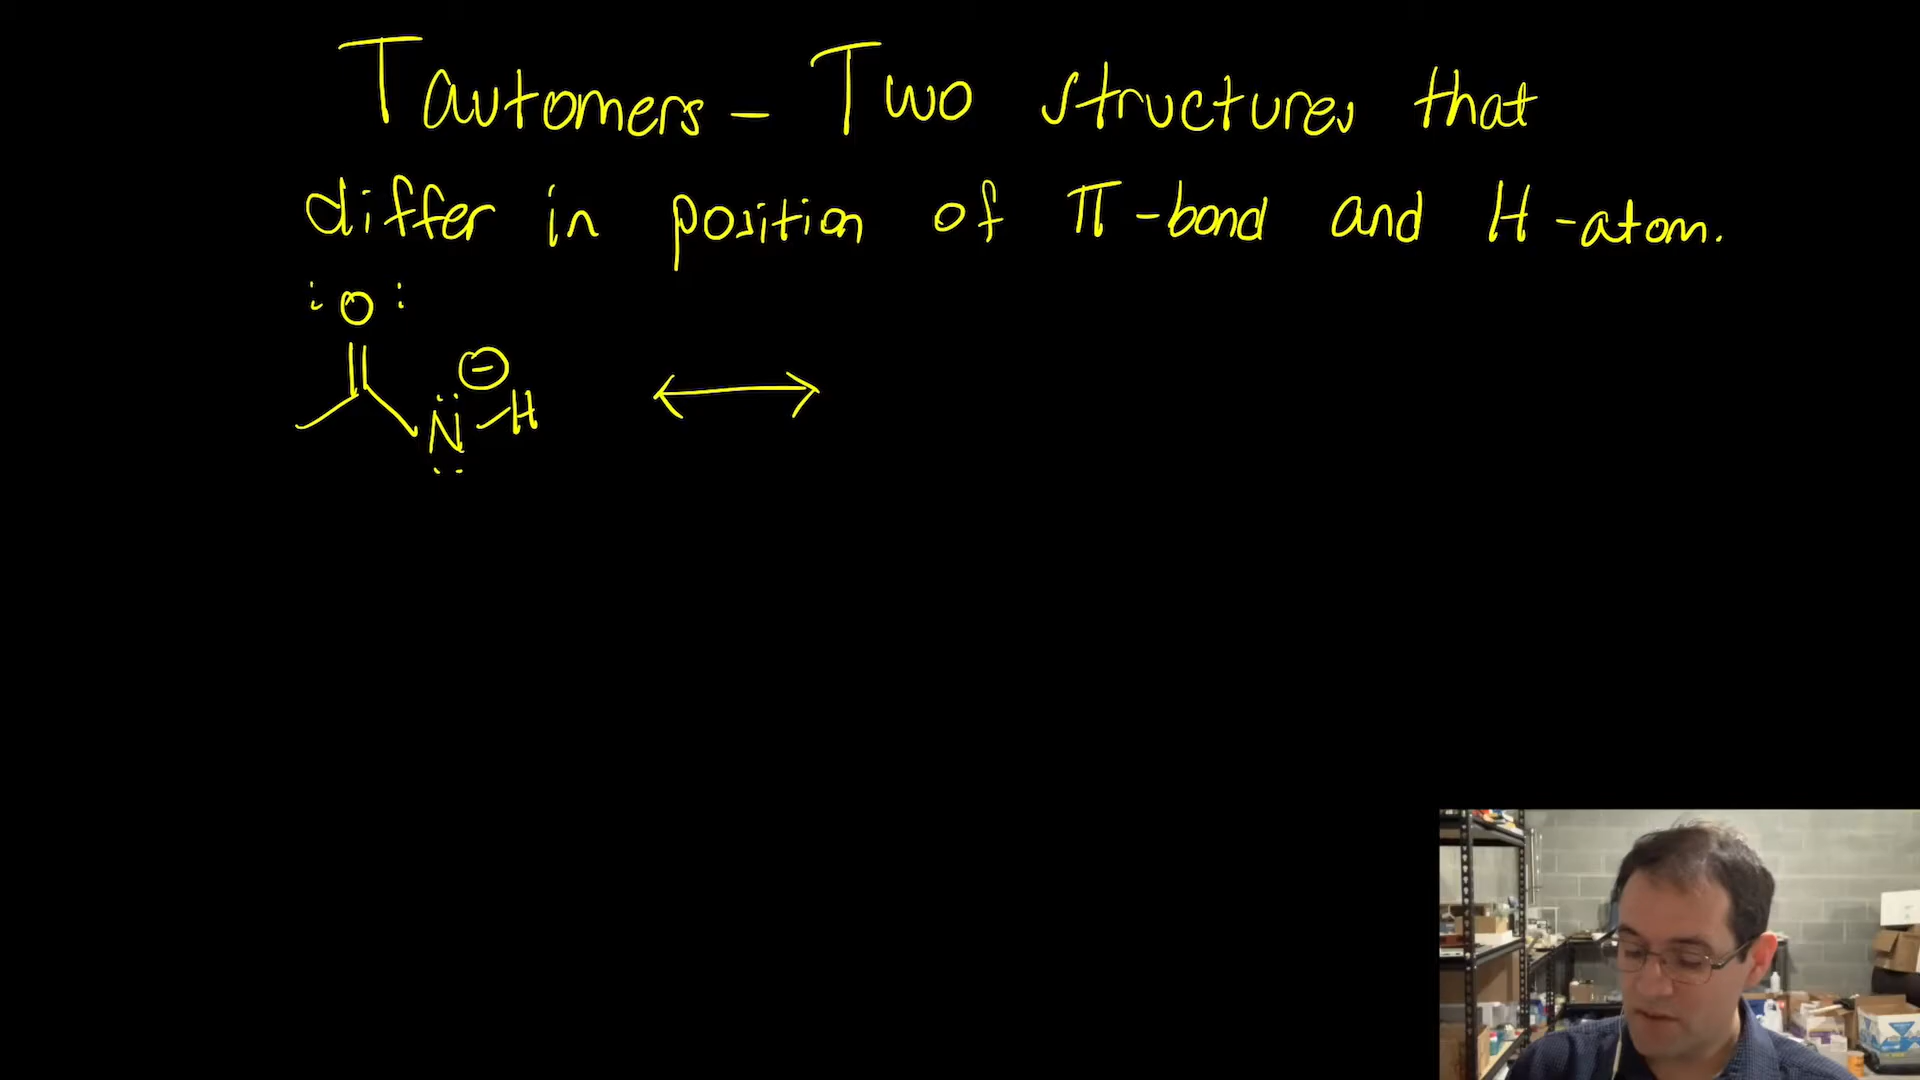 Tautomers – Two structures that
differ in position of π-bond and H-atom.
:O:
⊖
N̈-H